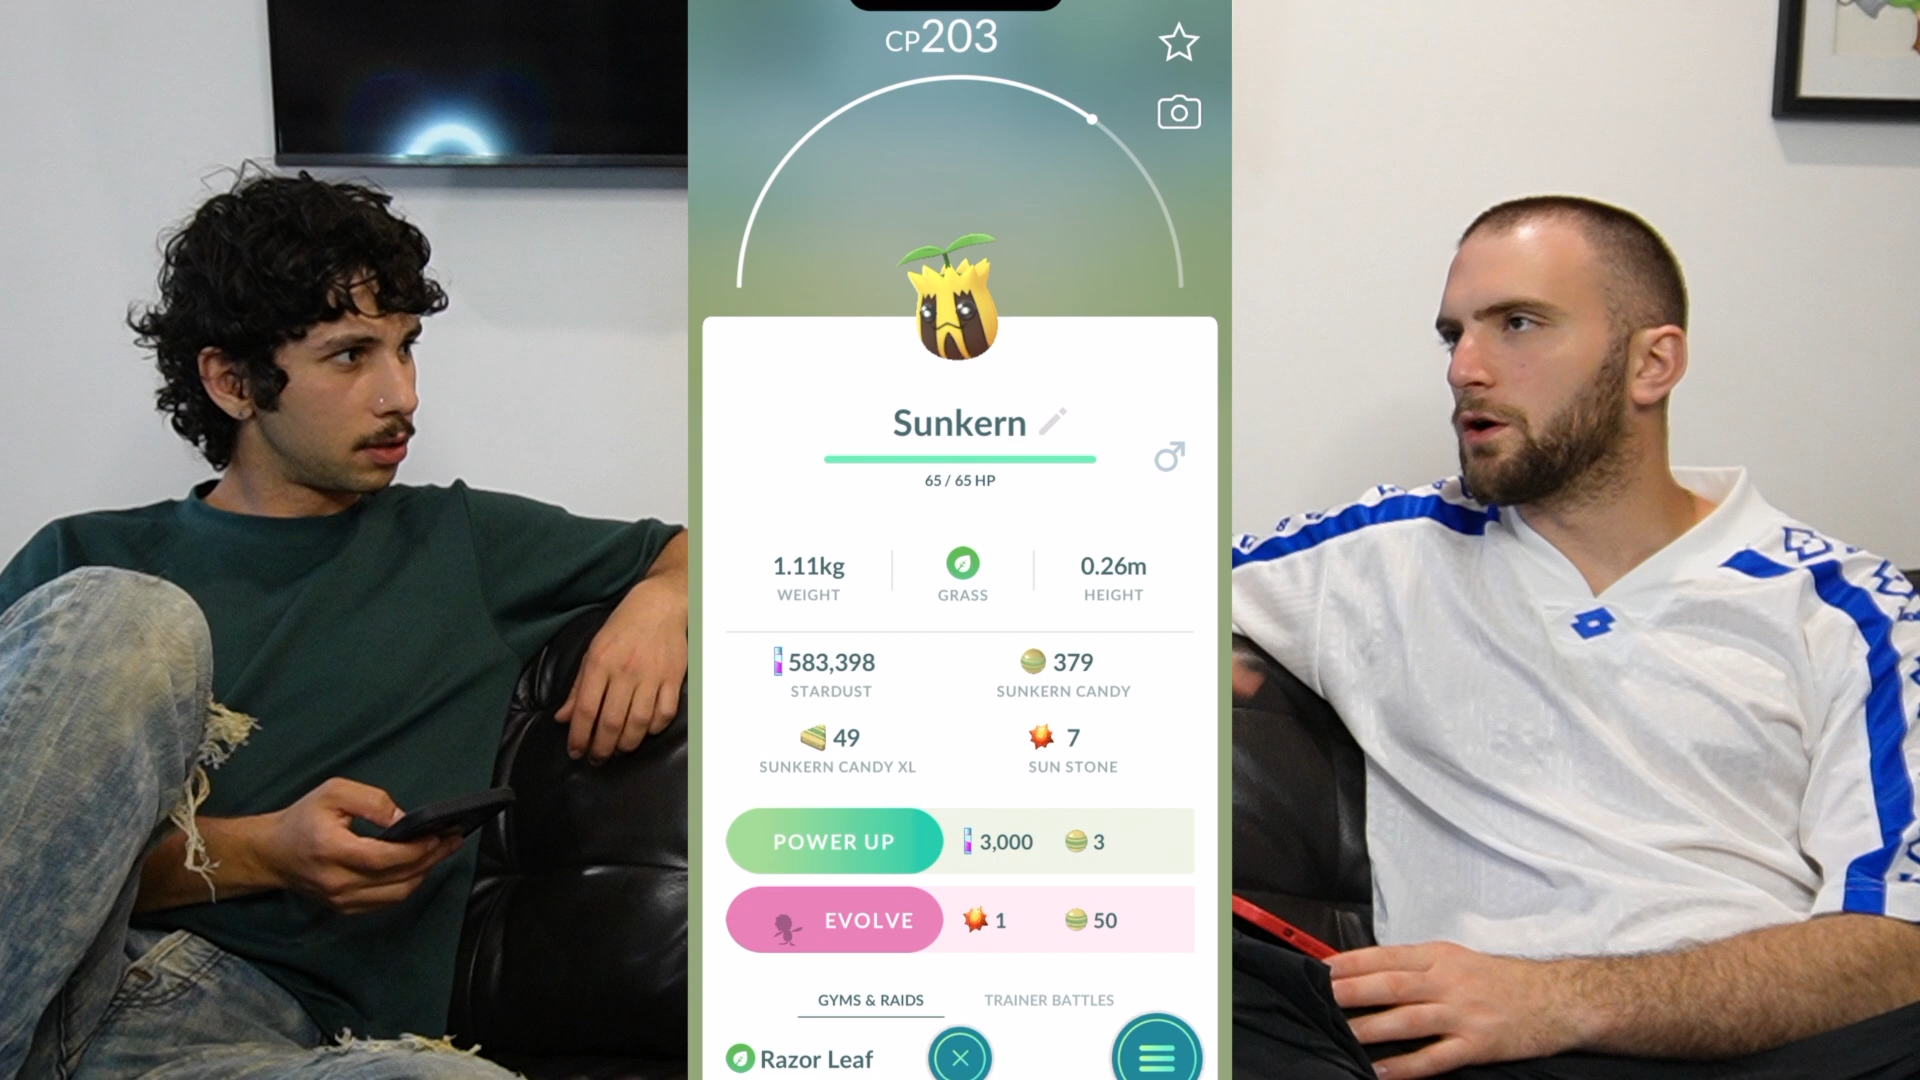 CP203
Sunkern
65 / 65 HP
1.11kg
WEIGHT
GRASS
0.26m
HEIGHT
583,398
STARDUST
379
SUNKERN CANDY
49
SUNKERN CANDY XL
7
SUN STONE
POWER UP 3,000 3
EVOLVE 1 50
GYMS & RAIDS TRAINER BATTLES
Razor Leaf